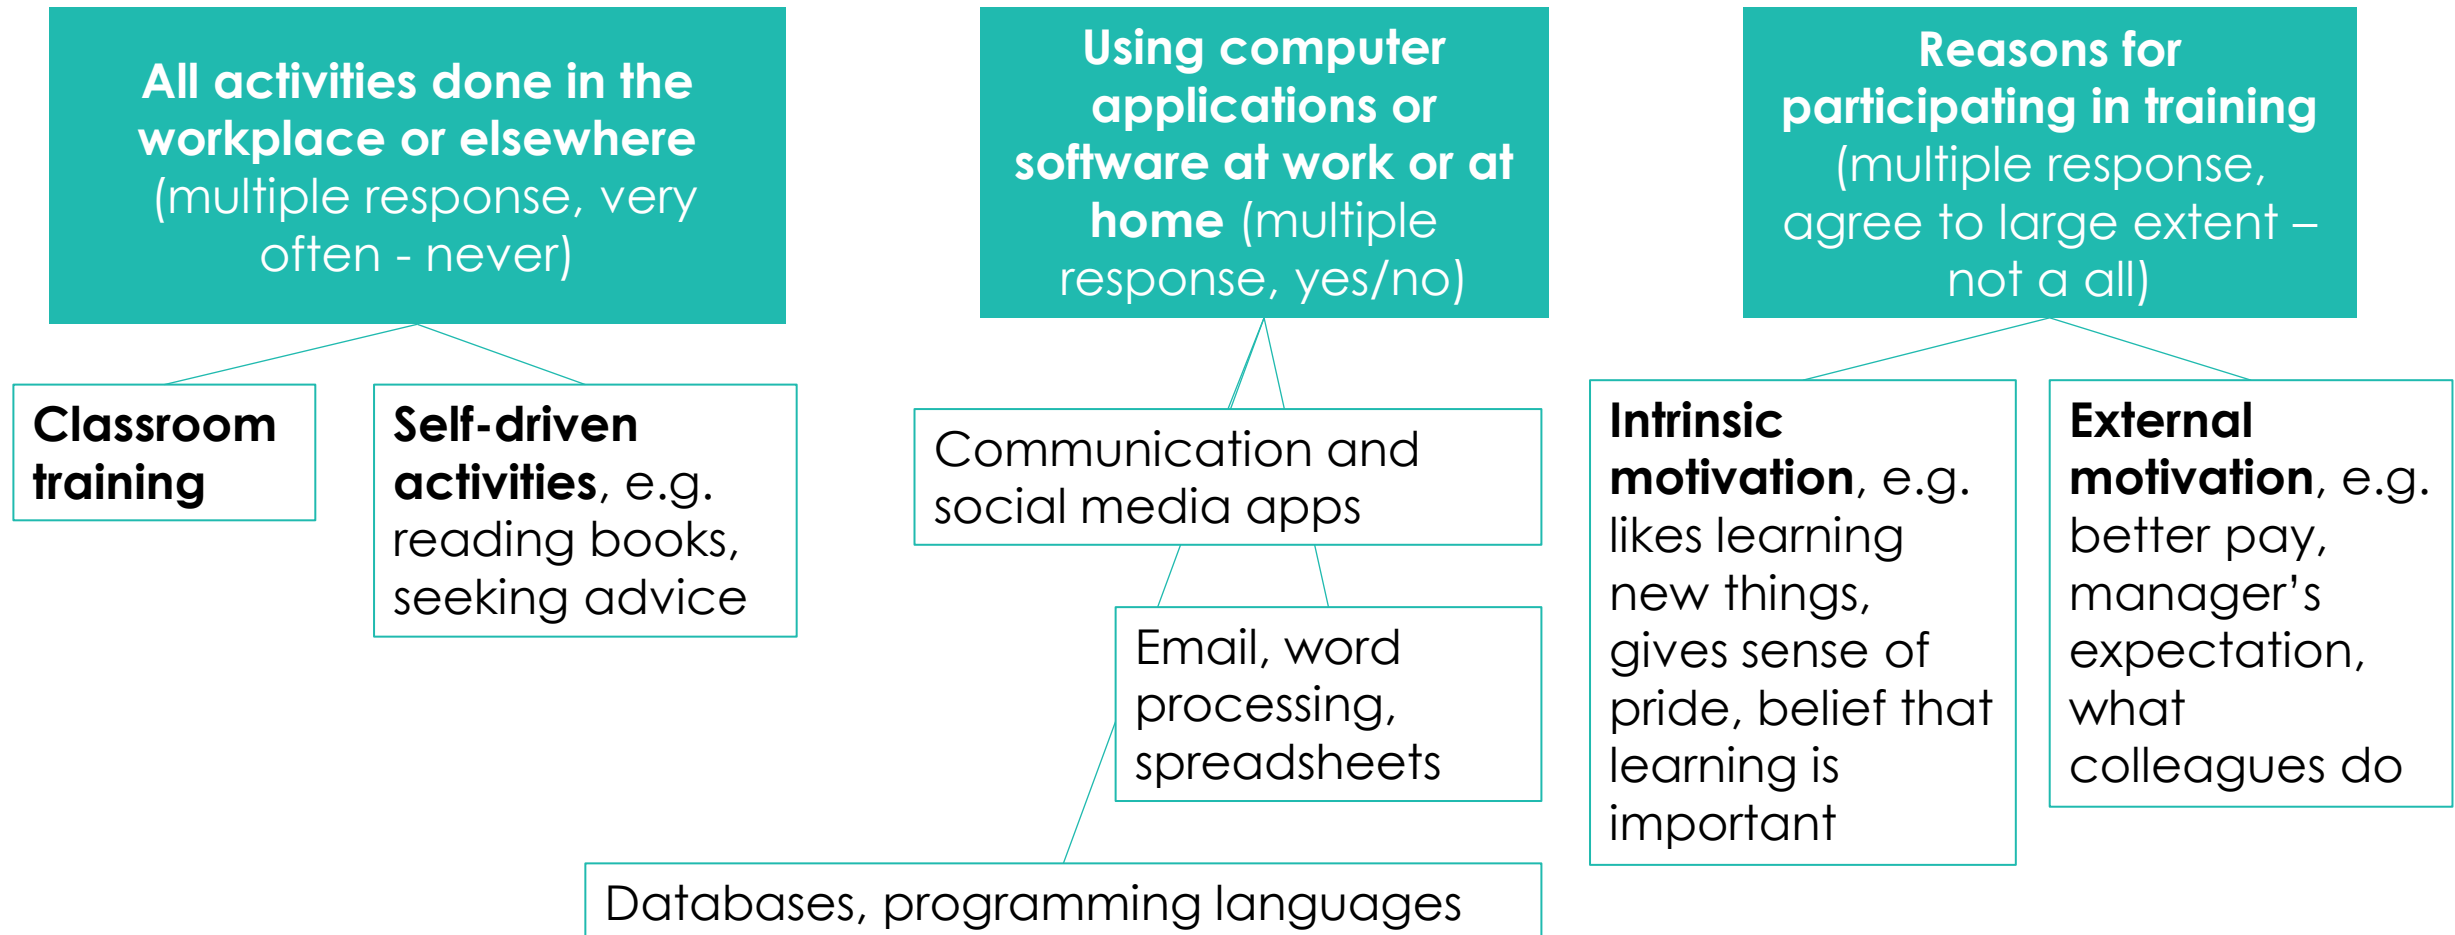 All activities done in the
workplace or elsewhere
(multiple response, very
often - never)
Classroom
training
Self-driven
activities, e.g.
reading books,
seeking advice
Using computer
applications or
software at work or at
home (multiple
response, yes/no)
Communication and
social media apps
Email, word
processing,
spreadsheets
Databases, programming languages
Reasons for
participating in training
(multiple response,
agree to large extent –
not a all)
Intrinsic
motivation, e.g.
likes learning
new things,
gives sense of
pride, belief that
learning is
important
External
motivation, e.g.
better pay,
manager’s
expectation,
what
colleagues do